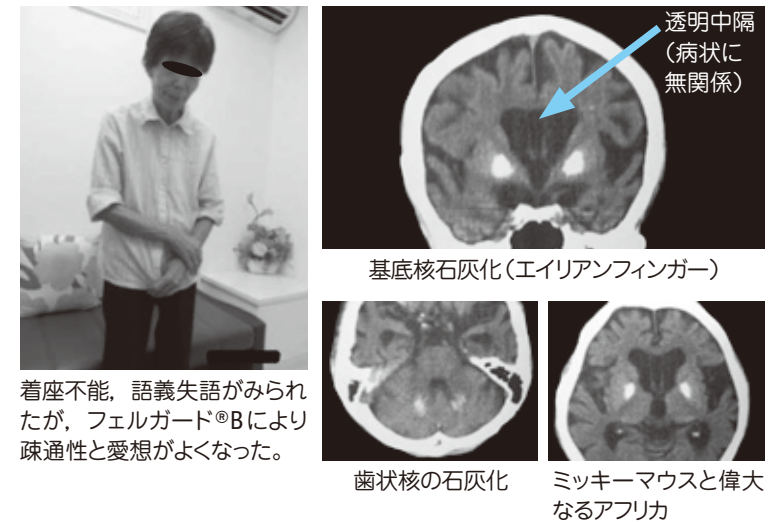 透明中隔
（病状に
無関係）
基底核石灰化（エイリアンフィンガー）
着座不能，語義失語がみられ
たが，フェルガード®Bにより
疎通性と愛想がよくなった。
歯状核の石灰化
ミッキーマウスと偉大
なるアフリカ